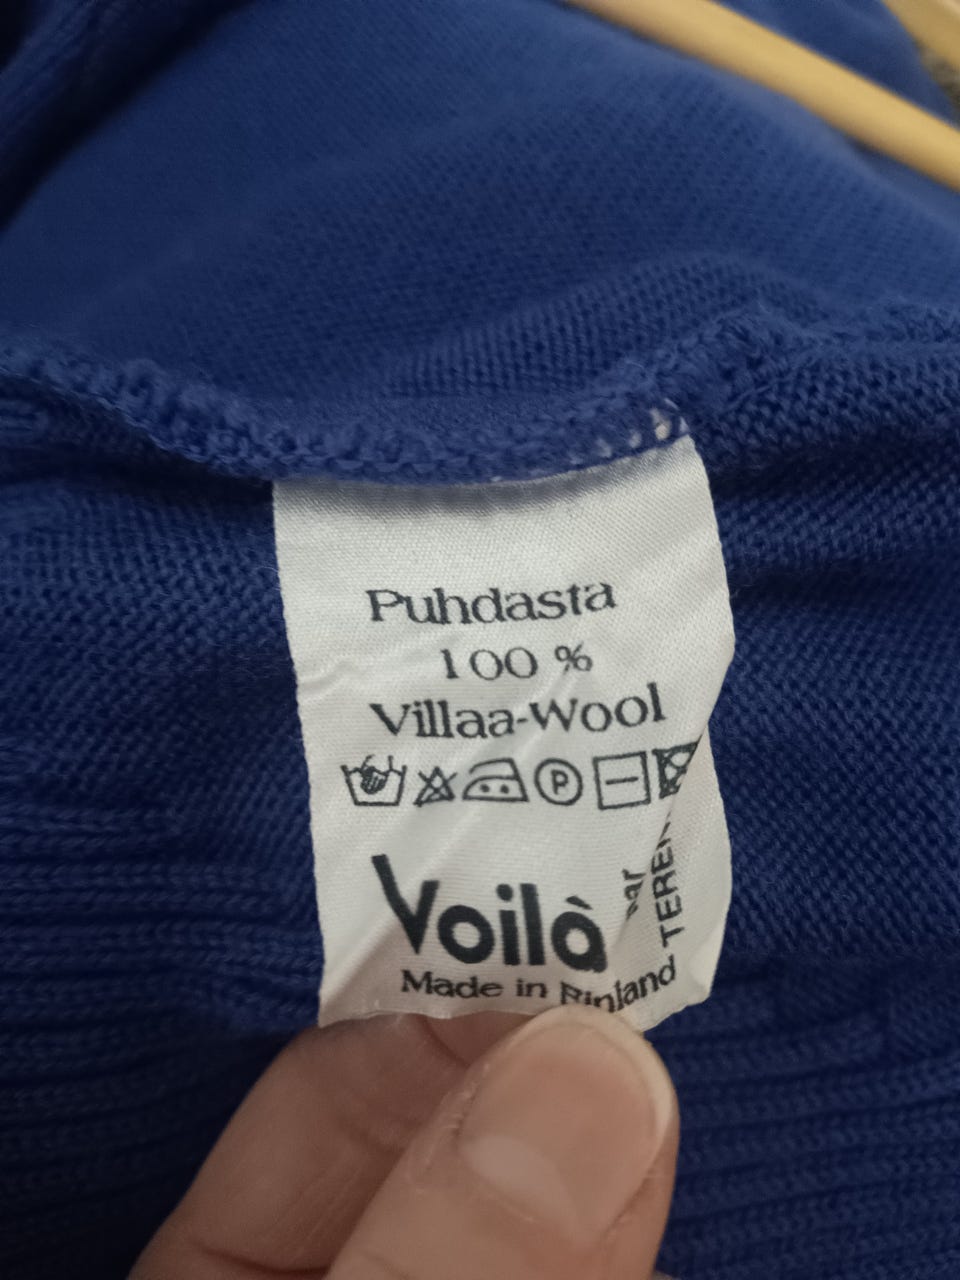 Puhdasta
100 %
Villaa-Wool
P
Voilà
par
Made in Finland